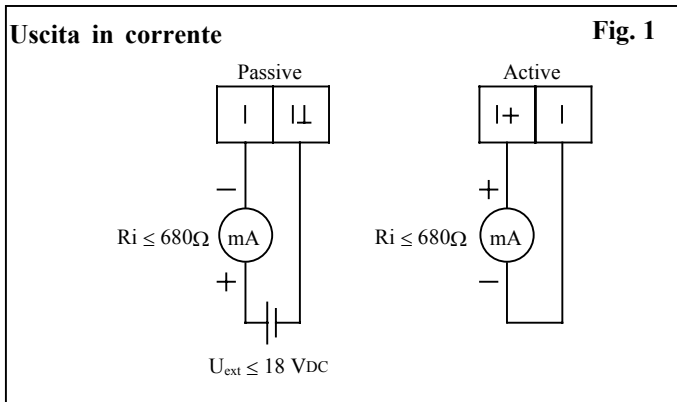 Uscita in corrente Fig. 1
Passive Active
I I⊥ I+ I
− +
Ri ≤ 680Ω mA Ri ≤ 680Ω mA
+ −
Uext ≤ 18 VDC